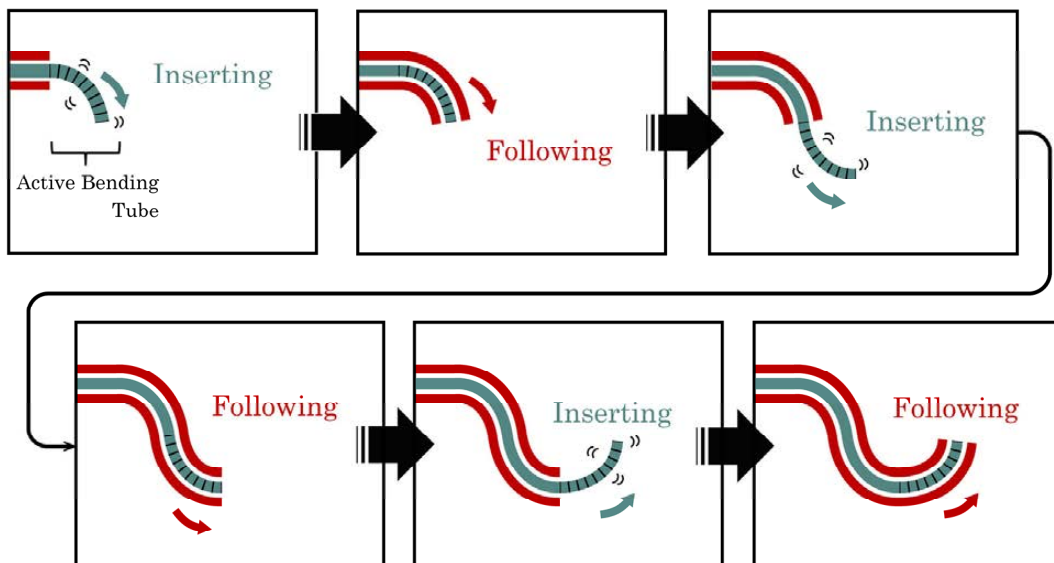 Inserting
Active Bending
Tube
Following
Inserting
Following
Inserting
Following